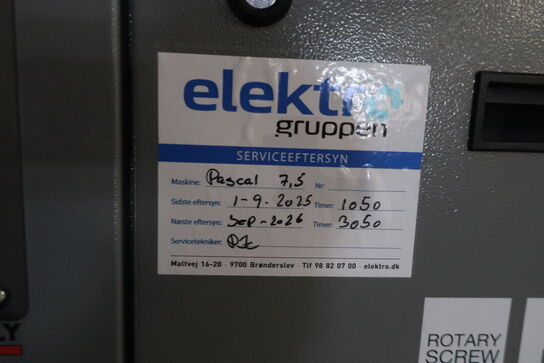 elektro
gruppen
SERVICEEFTERSYN
Maskine: Pascal 7,5 Nr:
Sidste eftersyn: 1-9.2025 Timer: 1050
Næste eftersyn: Sep-2026 Timer: 3050
Servicetekniker:
Maltvej 16-20 - 9700 Brønderslev - Tlf 98 82 07 00 - elektro.dk
LY
ROTARY
SCREW